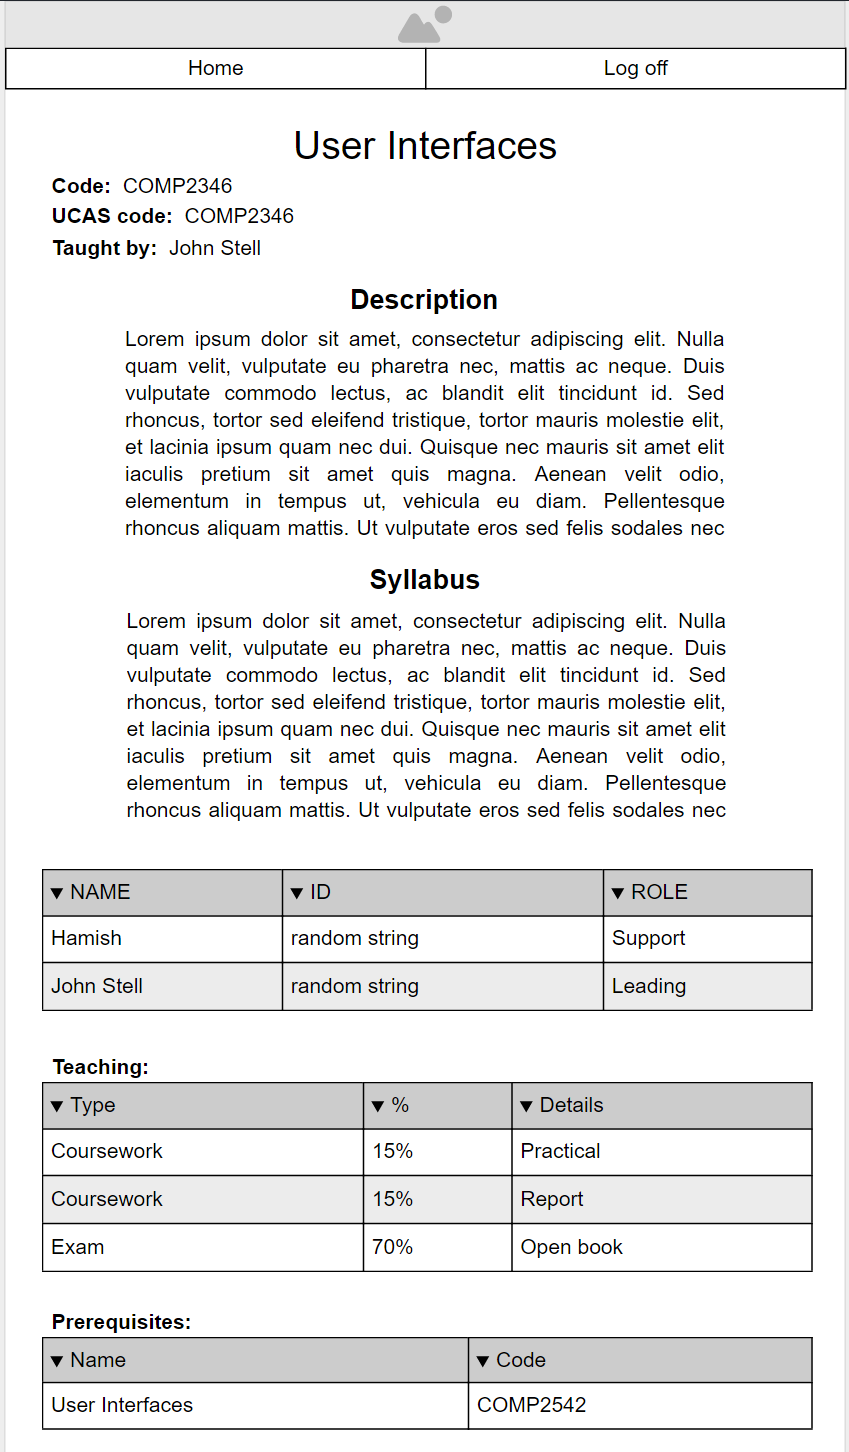 Home Log off
User Interfaces
Code: COMP2346
UCAS code: COMP2346
Taught by: John Stell
Description
Lorem ipsum dolor sit amet, consectetur adipiscing elit. Nulla
quam velit, vulputate eu pharetra nec, mattis ac neque. Duis
vulputate commodo lectus, ac blandit elit tincidunt id. Sed
rhoncus, tortor sed eleifend tristique, tortor mauris molestie elit,
et lacinia ipsum quam nec dui. Quisque nec mauris sit amet elit
iaculis pretium sit amet quis magna. Aenean velit odio,
elementum in tempus ut, vehicula eu diam. Pellentesque
rhoncus aliquam mattis. Ut vulputate eros sed felis sodales nec
Syllabus
Lorem ipsum dolor sit amet, consectetur adipiscing elit. Nulla
quam velit, vulputate eu pharetra nec, mattis ac neque. Duis
vulputate commodo lectus, ac blandit elit tincidunt id. Sed
rhoncus, tortor sed eleifend tristique, tortor mauris molestie elit,
et lacinia ipsum quam nec dui. Quisque nec mauris sit amet elit
iaculis pretium sit amet quis magna. Aenean velit odio,
elementum in tempus ut, vehicula eu diam. Pellentesque
rhoncus aliquam mattis. Ut vulputate eros sed felis sodales nec
▼ NAME ▼ ID ▼ ROLE
Hamish random string Support
John Stell random string Leading
Teaching:
▼ Type ▼ % ▼ Details
Coursework 15% Practical
Coursework 15% Report
Exam 70% Open book
Prerequisites:
▼ Name ▼ Code
User Interfaces COMP2542